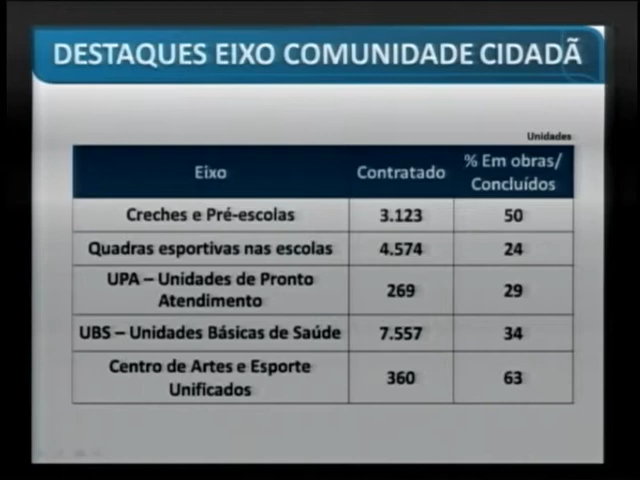 DESTAQUES EIXO COMUNIDADE CIDADÃ
Unidades
Eixo Contratado % Em obras/
Concluídos
Creches e Pré-escolas 3.123 50
Quadras esportivas nas escolas 4.574 24
UPA – Unidades de Pronto
Atendimento 269 29
UBS – Unidades Básicas de Saúde 7.557 34
Centro de Artes e Esporte
Unificados 360 63